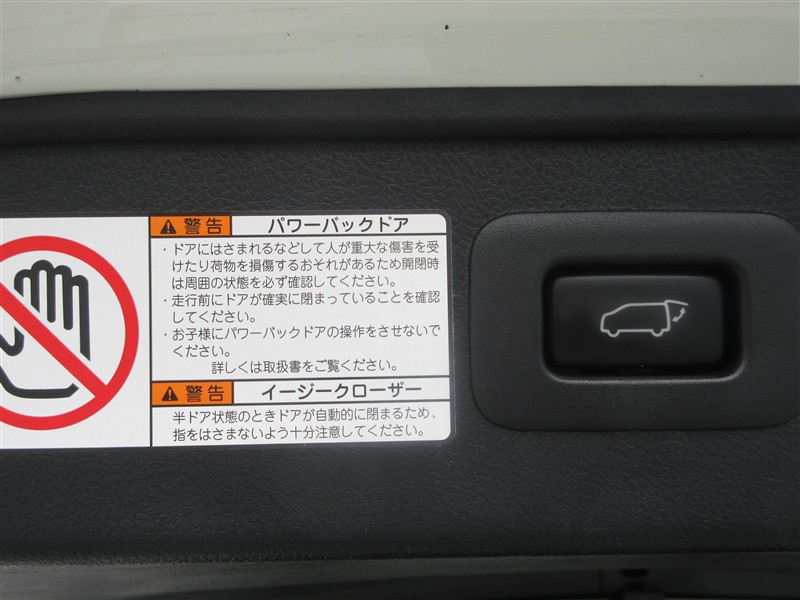 警告 パワーバックドア
・ドアにはさまれるなどして人が重大な傷害を受
けたり荷物を損傷するおそれがあるため開閉時
は周囲の状態を必ず確認してください。
・走行前にドアが確実に閉まっていることを確認
してください。
・お子様にパワーバックドアの操作をさせないで
ください。
詳しくは取扱書をご覧ください。
警告 イージークローザー
半ドア状態のときドアが自動的に閉まるため、
指をはさまないよう十分注意してください。